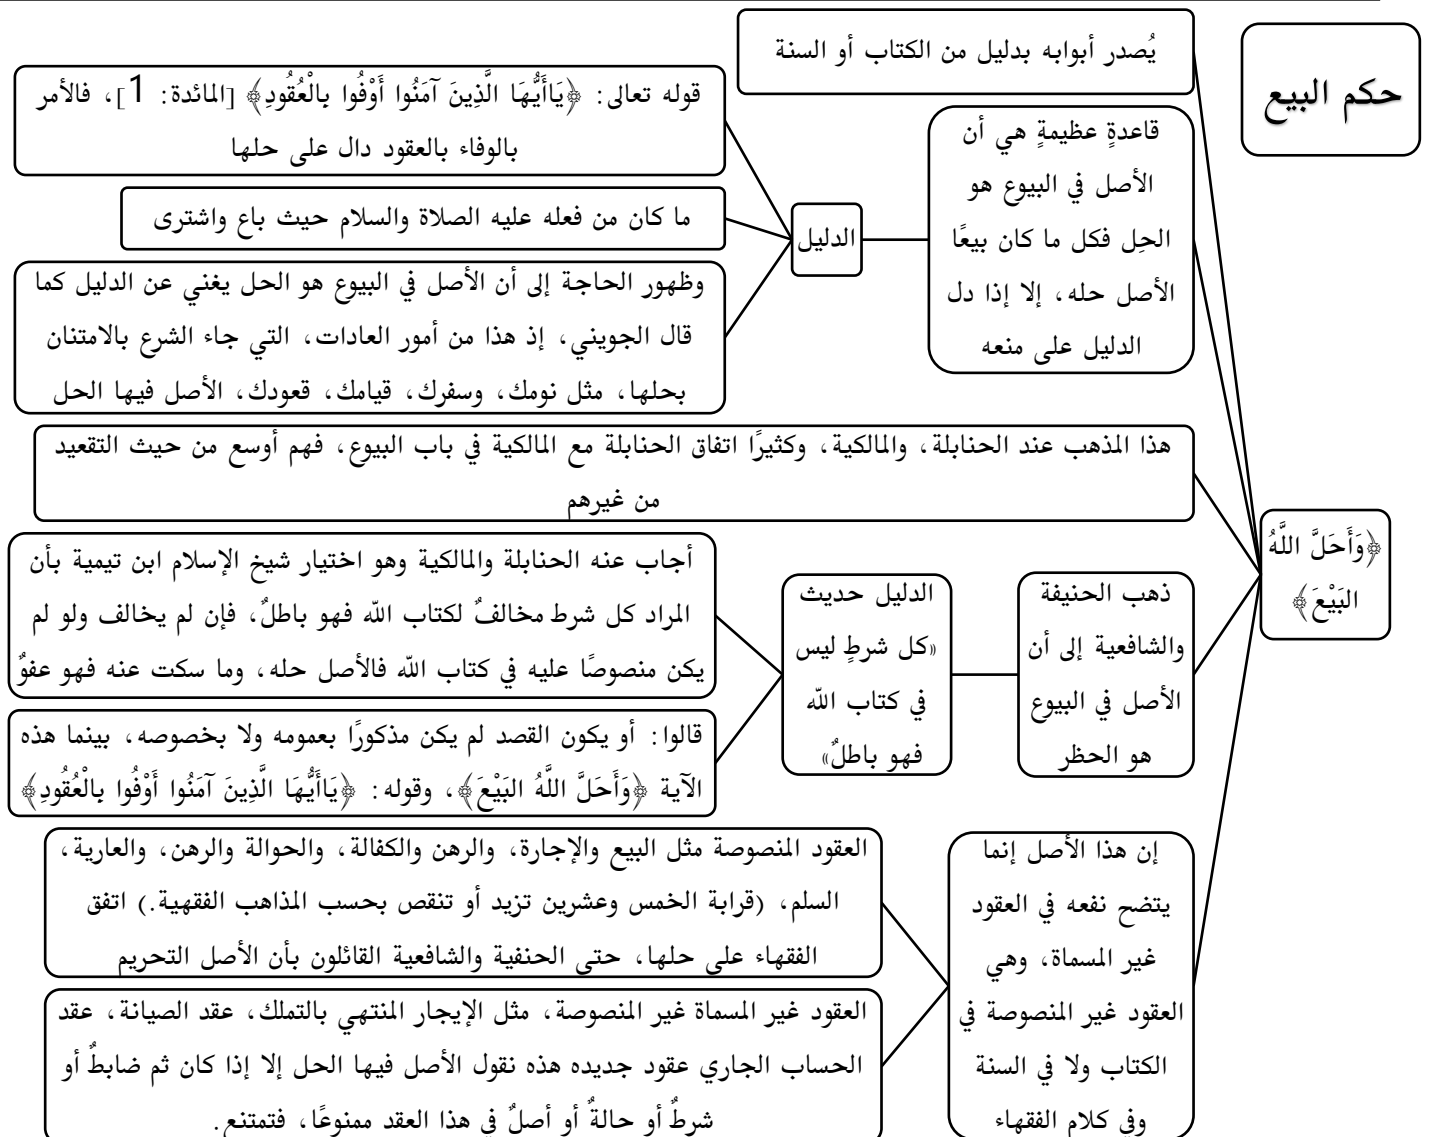 حكم البيع
﴿وَأَحَلَّ اللَّهُ
البَيْعَ﴾
يُصدر أبوابه بدليل من الكتاب أو السنة
قاعدةٍ عظيمةٍ هي أن
الأصل في البيوع هو
الحِل فكل ما كان بيعًا
الأصل حله، إلا إذا دل
الدليل على منعه
الدليل
قوله تعالى: ﴿يَاأَيُّهَا الَّذِينَ آمَنُوا أَوْفُوا بِالْعُقُودِ﴾ [المائدة: 1]، فالأمر
بالوفاء بالعقود دال على حلها
ما كان من فعله عليه الصلاة والسلام حيث باع واشترى
وظهور الحاجة إلى أن الأصل في البيوع هو الحل يغني عن الدليل كما
قال الجويني، إذ هذا من أمور العادات، التي جاء الشرع بالامتنان
بحلها، مثل نومك، وسفرك، قيامك، قعودك، الأصل فيها الحل
هذا المذهب عند الحنابلة، والمالكية، وكثيرًا اتفاق الحنابلة مع المالكية في باب البيوع، فهم أوسع من حيث التقعيد
من غيرهم
ذهب الحنيفة
والشافعية إلى أن
الأصل في البيوع
هو الحظر
الدليل حديث
«كل شرطٍ ليس
في كتاب الله
فهو باطلٌ»
أجاب عنه الحنابلة والمالكية وهو اختيار شيخ الإسلام ابن تيمية بأن
المراد كل شرط مخالفٌ لكتاب الله فهو باطلٌ، فإن لم يخالف ولو لم
يكن منصوصًا عليه في كتاب الله فالأصل حله، وما سكت عنه فهو عفوٌ
قالوا: أو يكون القصد لم يكن مذكورًا بعمومه ولا بخصوصه، بينما هذه
الآية ﴿وَأَحَلَّ اللَّهُ البَيْعَ﴾، وقوله: ﴿يَاأَيُّهَا الَّذِينَ آمَنُوا أَوْفُوا بِالْعُقُودِ﴾
إن هذا الأصل إنما
يتضح نفعه في العقود
غير المسماة، وهي
العقود غير المنصوصة في
الكتاب ولا في السنة
وفي كلام الفقهاء
العقود المنصوصة مثل البيع والإجارة، والرهن والكفالة، والحوالة والرهن، والعارية،
السلم، (قرابة الخمس وعشرين تزيد أو تنقص بحسب المذاهب الفقهية.) اتفق
الفقهاء على حلها، حتى الحنفية والشافعية القائلون بأن الأصل التحريم
العقود غير المسماة غير المنصوصة، مثل الإيجار المنتهي بالتملك، عقد الصيانة، عقد
الحساب الجاري عقود جديده هذه نقول الأصل فيها الحل إلا إذا كان ثم ضابطٌ أو
شرطٌ أو حالةٌ أو أصلٌ في هذا العقد ممنوعًا، فتمتنع.